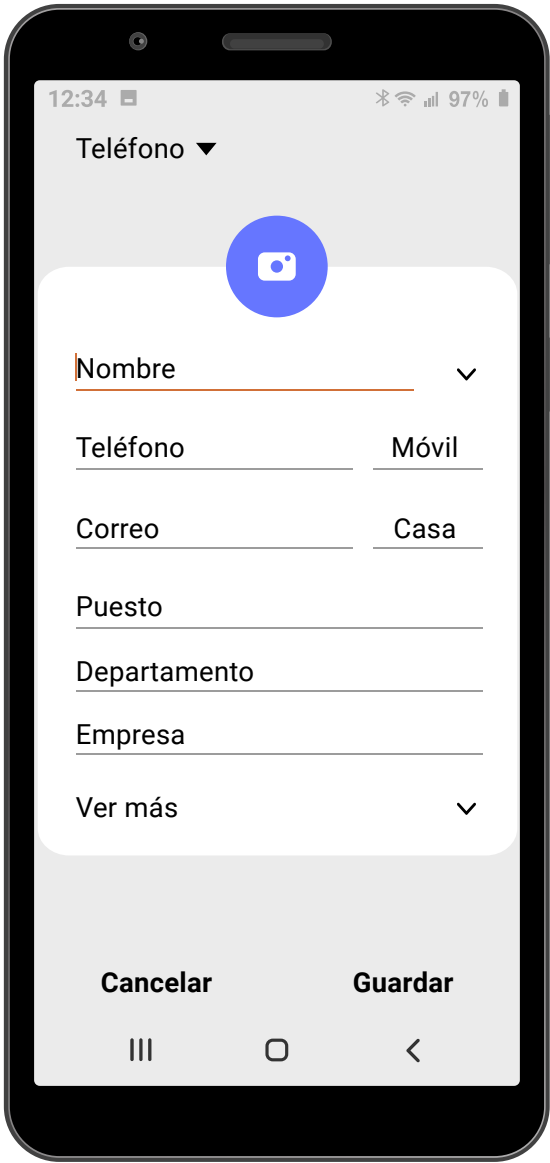 12:34 97%
Teléfono
Nombre
Teléfono Móvil
Correo Casa
Puesto
Departamento
Empresa
Ver más
Cancelar Guardar